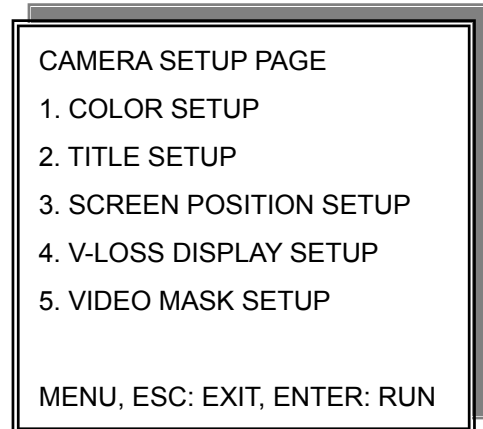 CAMERA SETUP PAGE
1. COLOR SETUP
2. TITLE SETUP
3. SCREEN POSITION SETUP
4. V-LOSS DISPLAY SETUP
5. VIDEO MASK SETUP
MENU, ESC: EXIT, ENTER: RUN